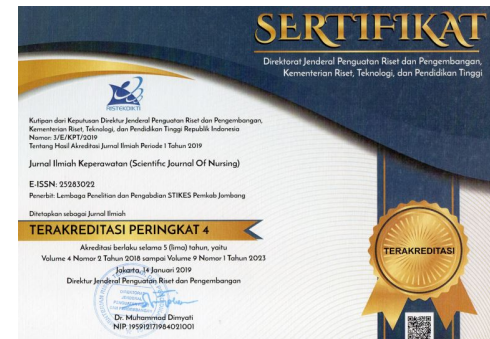 SERTIFIKAT
Direktorat Jenderal Penguatan Riset dan Pengembangan,
Kementerian Riset, Teknologi, dan Pendidikan Tinggi
RISTEKDIKTI
Kutipan dari Keputusan Direktur Jenderal Penguatan Riset dan Pengembangan,
Kementerian Riset, Teknologi, dan Pendidikan Tinggi Republik Indonesia
Nomor: 3/E/KPT/2019
Tentang Hasil Akreditasi Jurnal Ilmiah Periode 1 Tahun 2019
Jurnal Ilmiah Keperawatan (Scientific Journal Of Nursing)
E-ISSN: 25283022
Penerbit: Lembaga Penelitian dan Pengabdian STIKES Pemkab Jombang
Ditetapkan sebagai Jurnal Ilmiah
TERAKREDITASI PERINGKAT 4
Akreditasi berlaku selama 5 (lima) tahun, yaitu
Volume 4 Nomor 2 Tahun 2018 sampai Volume 9 Nomor 1 Tahun 2023
Jakarta, 14 Januari 2019
Direktur Jenderal Penguatan Riset dan Pengembangan
Dr. Muhammad Dimyati
NIP. 195912171984021001
TERAKREDITASI